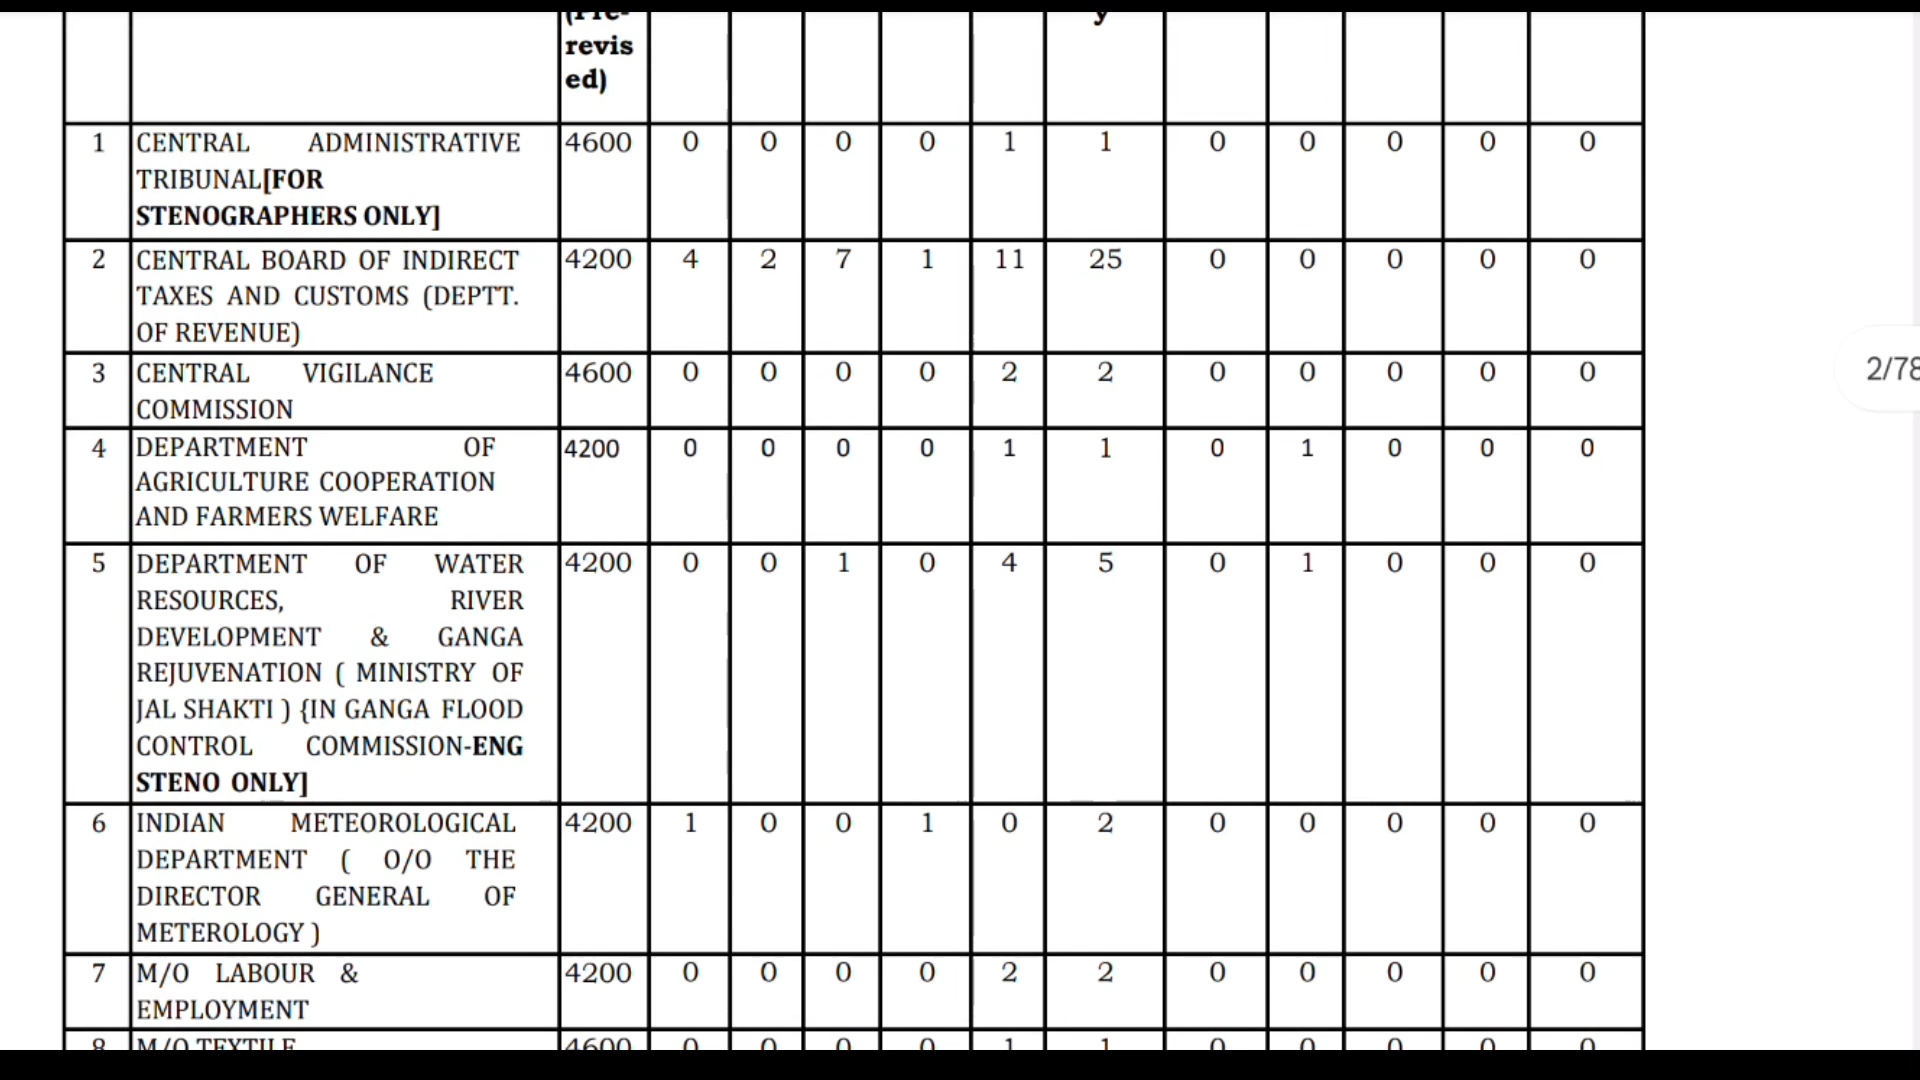 (Pre-
revis
ed)
y
1 CENTRAL ADMINISTRATIVE 4600 0 0 0 0 1 1 0 0 0 0 0
TRIBUNAL[FOR
STENOGRAPHERS ONLY]
2 CENTRAL BOARD OF INDIRECT 4200 4 2 7 1 11 25 0 0 0 0 0
TAXES AND CUSTOMS (DEPTT.
OF REVENUE)
3 CENTRAL VIGILANCE 4600 0 0 0 0 2 2 0 0 0 0 0
COMMISSION
4 DEPARTMENT OF 4200 0 0 0 0 1 1 0 1 0 0 0
AGRICULTURE COOPERATION
AND FARMERS WELFARE
5 DEPARTMENT OF WATER 4200 0 0 1 0 4 5 0 1 0 0 0
RESOURCES, RIVER
DEVELOPMENT & GANGA
REJUVENATION ( MINISTRY OF
JAL SHAKTI ) {IN GANGA FLOOD
CONTROL COMMISSION-ENG
STENO ONLY]
6 INDIAN METEOROLOGICAL 4200 1 0 0 1 0 2 0 0 0 0 0
DEPARTMENT ( O/O THE
DIRECTOR GENERAL OF
METEROLOGY )
7 M/O LABOUR & 4200 0 0 0 0 2 2 0 0 0 0 0
EMPLOYMENT
8 M/O TEXTILE 4600 0 0 0 0 1 1 0 0 0 0 0
2/78